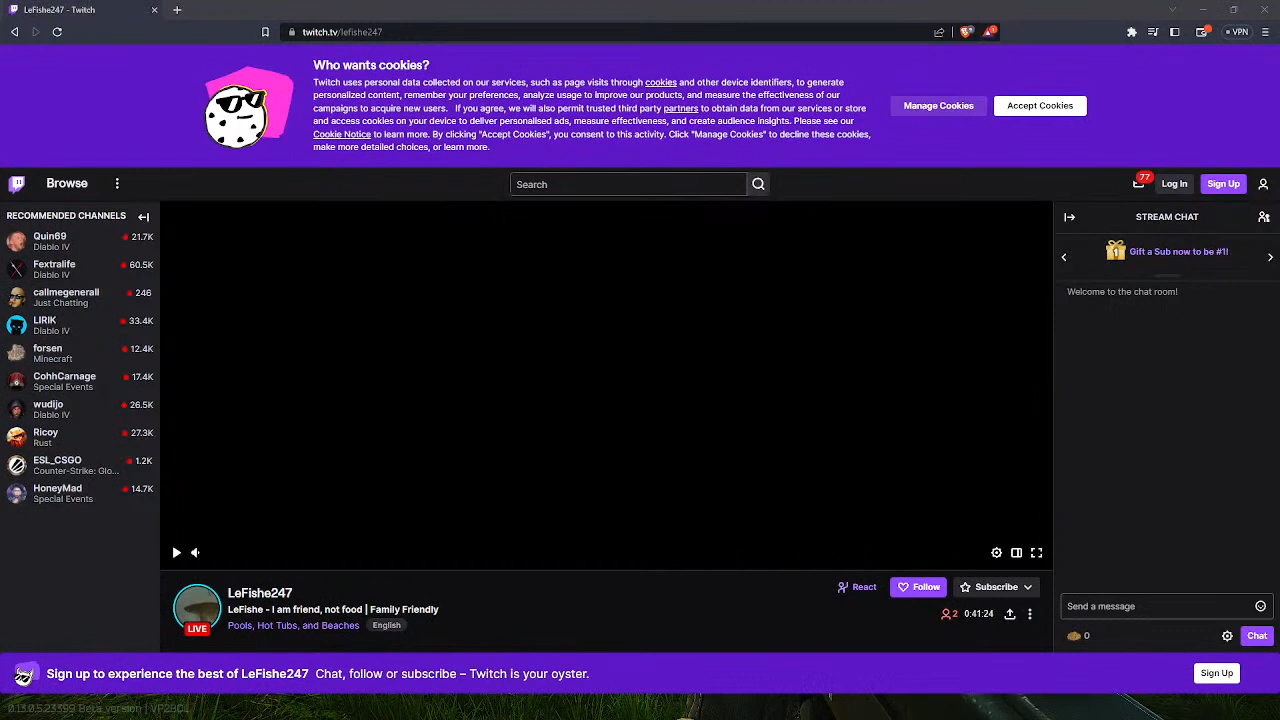 LeFishe247 - Twitch
twitch.tv/lefishe247
VPN
Who wants cookies?
Twitch uses personal data collected on our services, such as page visits through cookies and other device identifiers, to generate
personalized content, remember your preferences, analyze usage to improve our products, and measure the effectiveness of our
campaigns to acquire new users. If you agree, we will also permit trusted third party partners to obtain data from our services or store
and access cookies on your device to deliver personalised ads, measure effectiveness, and create audience insights. Please see our
Cookie Notice to learn more. By clicking "Accept Cookies", you consent to this activity. Click "Manage Cookies" to decline these cookies,
make more detailed choices, or learn more.
Manage Cookies
Accept Cookies
Browse
Search
77
Log In
Sign Up
RECOMMENDED CHANNELS
Quin69
21.7K
Diablo IV
Fextralife
60.5K
Diablo IV
callmegenerall
246
Just Chatting
LIRIK
33.4K
Diablo IV
forsen
12.4K
Minecraft
CohhCarnage
17.4K
Special Events
wudijo
26.5K
Diablo IV
Ricoy
27.3K
Rust
ESL_CSGO
1.2K
Counter-Strike: Glo...
HoneyMad
14.7K
Special Events
STREAM CHAT
1
Gift a Sub now to be #1!
Welcome to the chat room!
LIVE
LeFishe247
LeFishe - I am friend, not food | Family Friendly
Pools, Hot Tubs, and Beaches
English
React
Follow
Subscribe
2
0:41:24
Send a message
0
Chat
Sign up to experience the best of LeFishe247 Chat, follow or subscribe – Twitch is your oyster.
Sign Up
0.13.0.5.23399 Beta version |